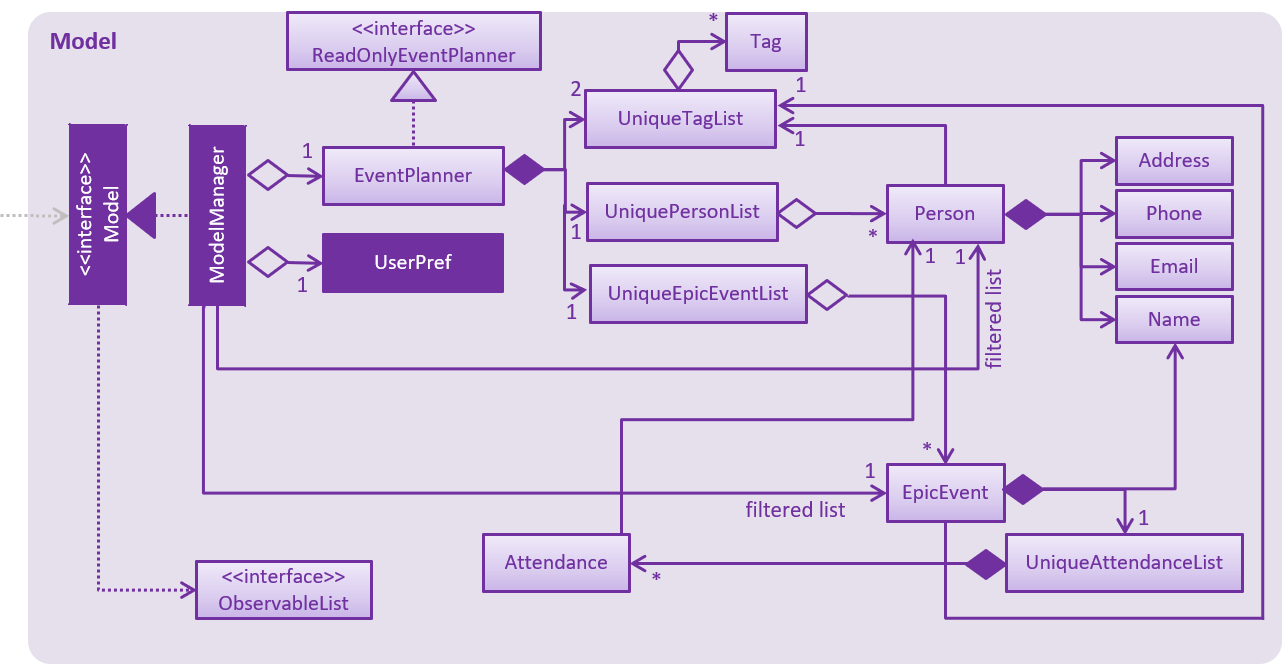 Model
<<interface>>
ReadOnlyEventPlanner
*
Tag
2
UniqueTagList
1
1
<<interface>>
Model
ModelManager
1
EventPlanner
1
UserPref
1
UniquePersonList
*
Person
1
UniqueEpicEventList
1
1
filtered list
Address
Phone
Email
Name
*
1
EpicEvent
filtered list
1
Attendance
*
UniqueAttendanceList
<<interface>>
ObservableList